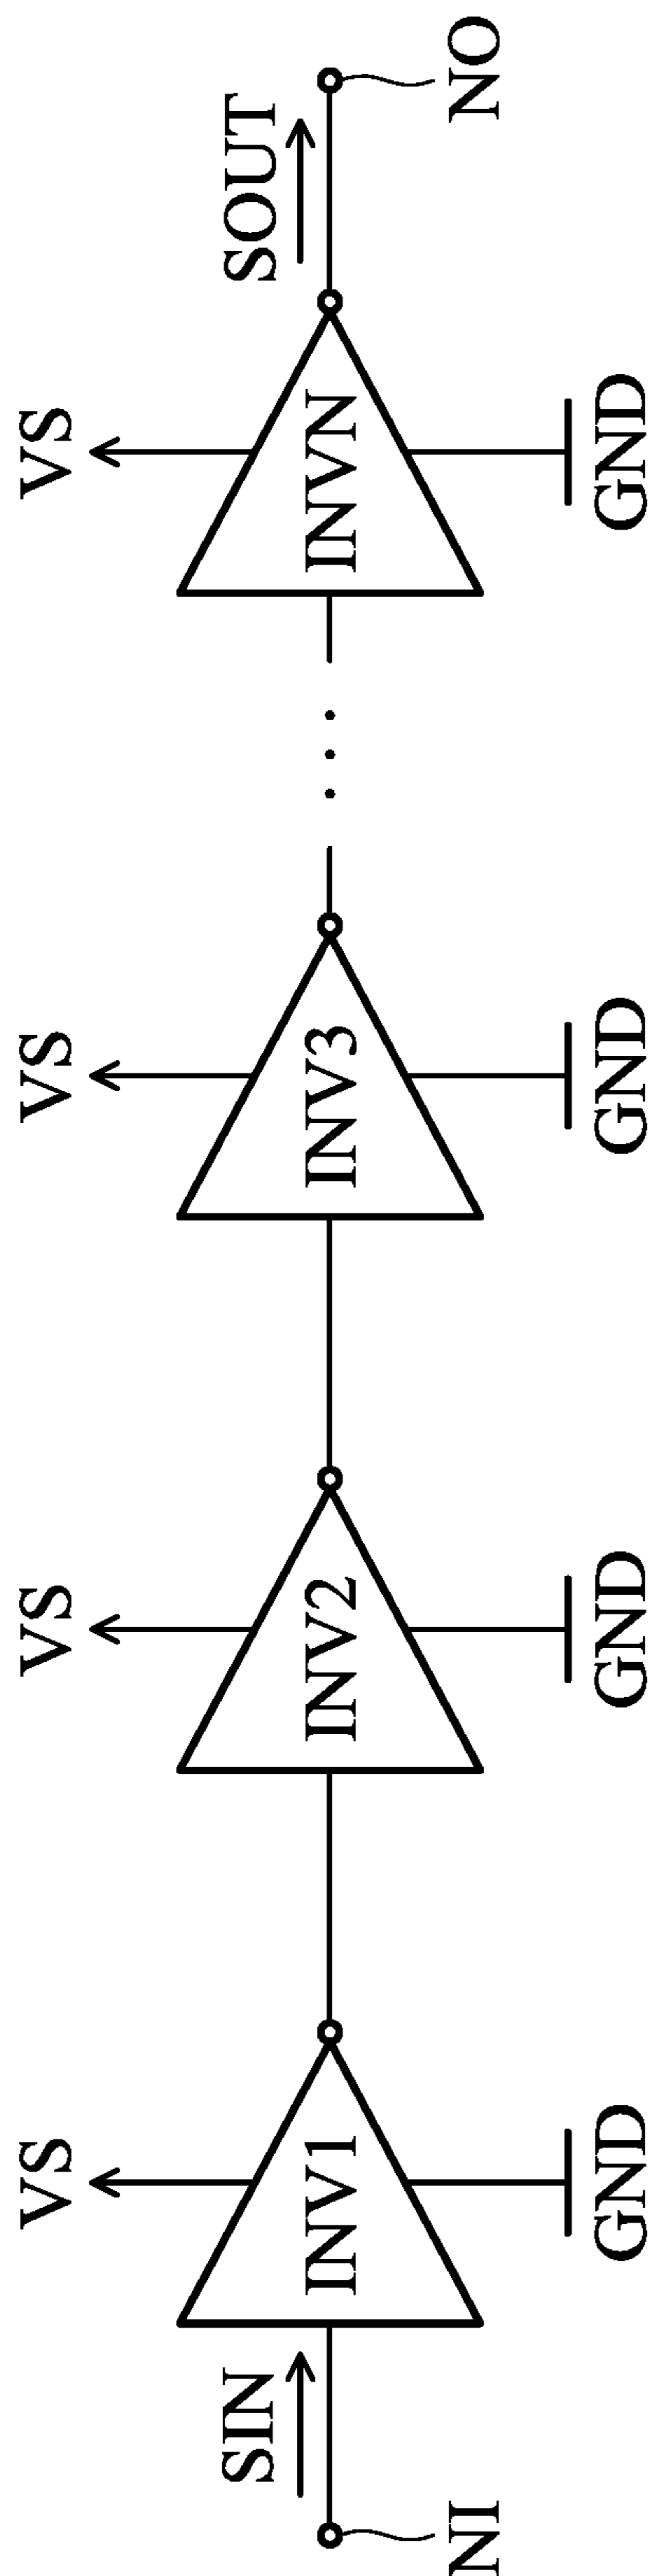 VS
VS
VS
VS
SIN
SOUT
INV1
INV2
INV3
INVN
NI
NO
GND
GND
GND
GND